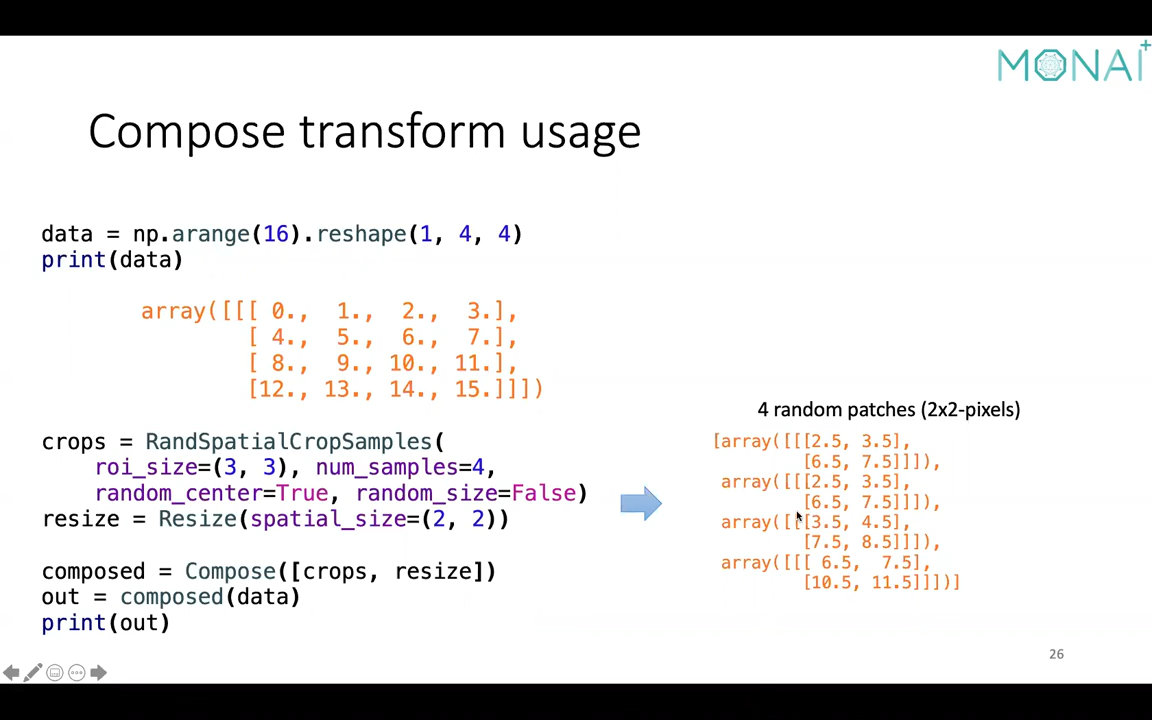 MONAI+
Compose transform usage
data = np.arange(16).reshape(1, 4, 4)
print(data)
array([[[ 0., 1., 2., 3.],
[ 4., 5., 6., 7.],
[ 8., 9., 10., 11.],
[12., 13., 14., 15.]]])
crops = RandSpatialCropSamples(
roi_size=(3, 3), num_samples=4,
random_center=True, random_size=False)
resize = Resize(spatial_size=(2, 2))
composed = Compose([crops, resize])
out = composed(data)
print(out)
4 random patches (2x2-pixels)
[array([[[2.5, 3.5],
[6.5, 7.5]]]),
array([[[2.5, 3.5],
[6.5, 7.5]]]),
array([[[3.5, 4.5],
[7.5, 8.5]]]),
array([[[ 6.5, 7.5],
[10.5, 11.5]]])]
26